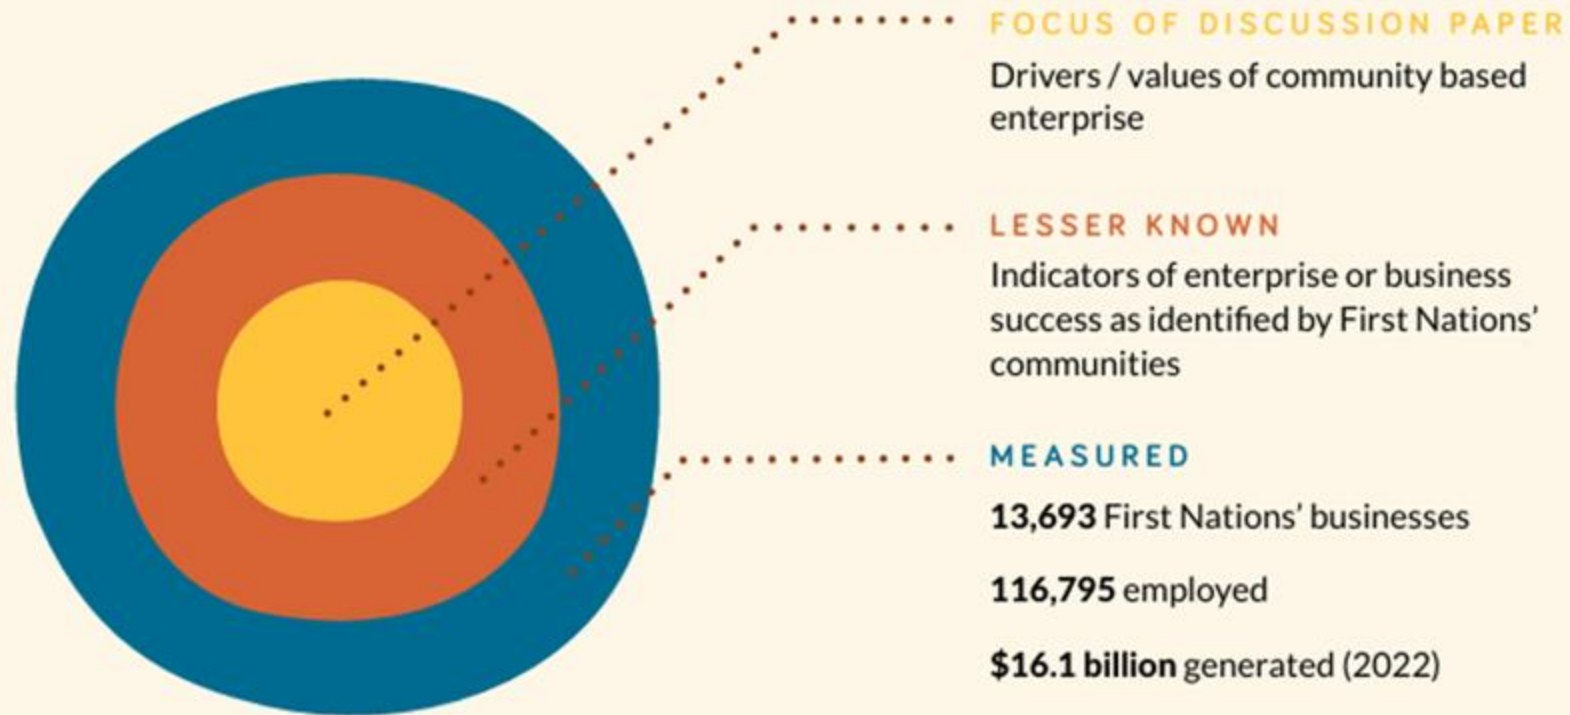 FOCUS OF DISCUSSION PAPER
Drivers / values of community based
enterprise
LESSER KNOWN
Indicators of enterprise or business
success as identified by First Nations’
communities
MEASURED
13,693 First Nations’ businesses
116,795 employed
$16.1 billion generated (2022)